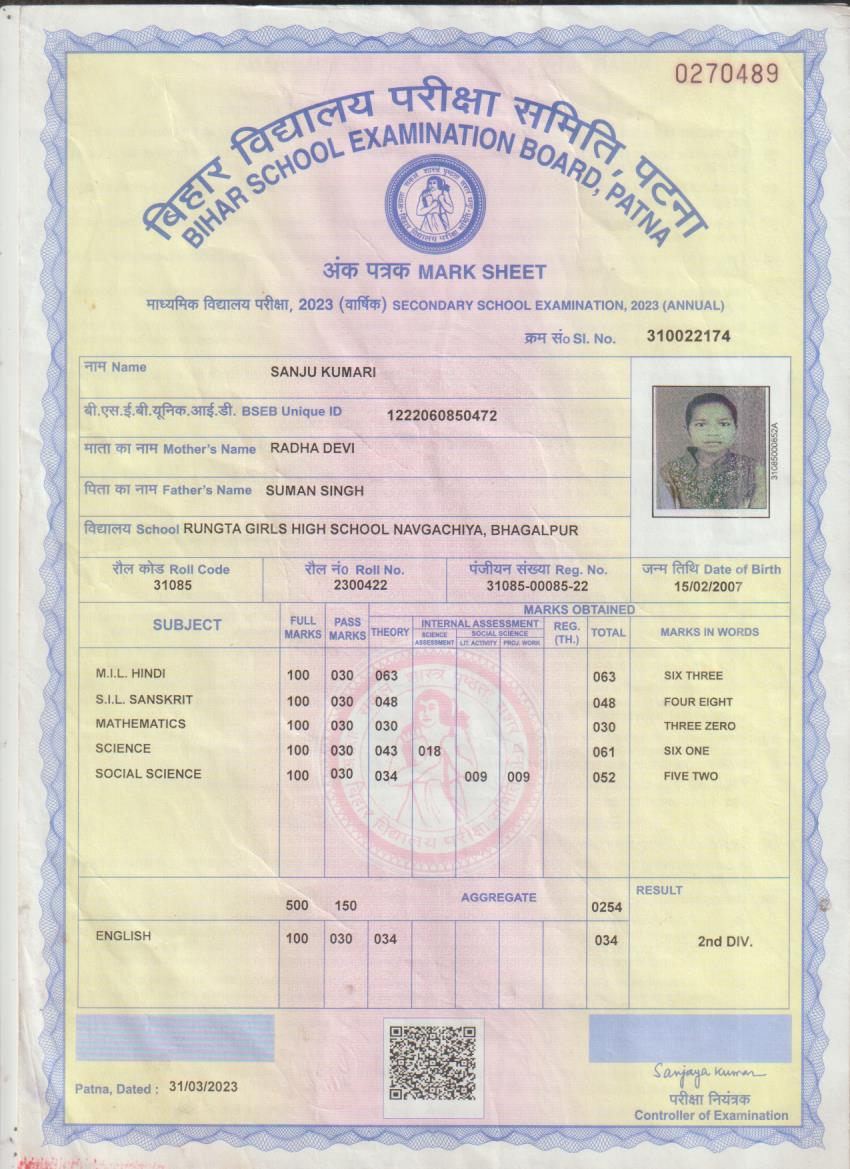 0270489
बिहार विद्यालय परीक्षा समिति, पटना
BIHAR SCHOOL EXAMINATION BOARD, PATNA
अंक पत्रक MARK SHEET
माध्यमिक विद्यालय परीक्षा, 2023 (वार्षिक) SECONDARY SCHOOL EXAMINATION, 2023 (ANNUAL)
क्रम सं० Sl. No. 310022174
नाम Name SANJU KUMARI
बी.एस.ई.बी.यूनिक.आई.डी. BSEB Unique ID 1222060850472
माता का नाम Mother's Name RADHA DEVI
पिता का नाम Father's Name SUMAN SINGH
विद्यालय School RUNGTA GIRLS HIGH SCHOOL NAVGACHIYA, BHAGALPUR
31085000852A
रौल कोड Roll Code रौल नं० Roll No. पंजीयन संख्या Reg. No. जन्म तिथि Date of Birth
31085 2300422 31085-00085-22 15/02/2007
MARKS OBTAINED
SUBJECT FULL MARKS PASS MARKS THEORY INTERNAL ASSESSMENT SCIENCE ASSESSMENT SOCIAL SCIENCE LIT. ACTIVITY PROJ. WORK REG. (TH.) TOTAL MARKS IN WORDS
M.I.L. HINDI 100 030 063 063 SIX THREE
S.I.L. SANSKRIT 100 030 048 048 FOUR EIGHT
MATHEMATICS 100 030 030 030 THREE ZERO
SCIENCE 100 030 043 018 061 SIX ONE
SOCIAL SCIENCE 100 030 034 009 009 052 FIVE TWO
बिहार विद्यालय परीक्षा समिति
500 150 AGGREGATE 0254 RESULT
ENGLISH 100 030 034 034 2nd DIV.
Patna, Dated : 31/03/2023
Sanjaya Kumar
परीक्षा नियंत्रक
Controller of Examination